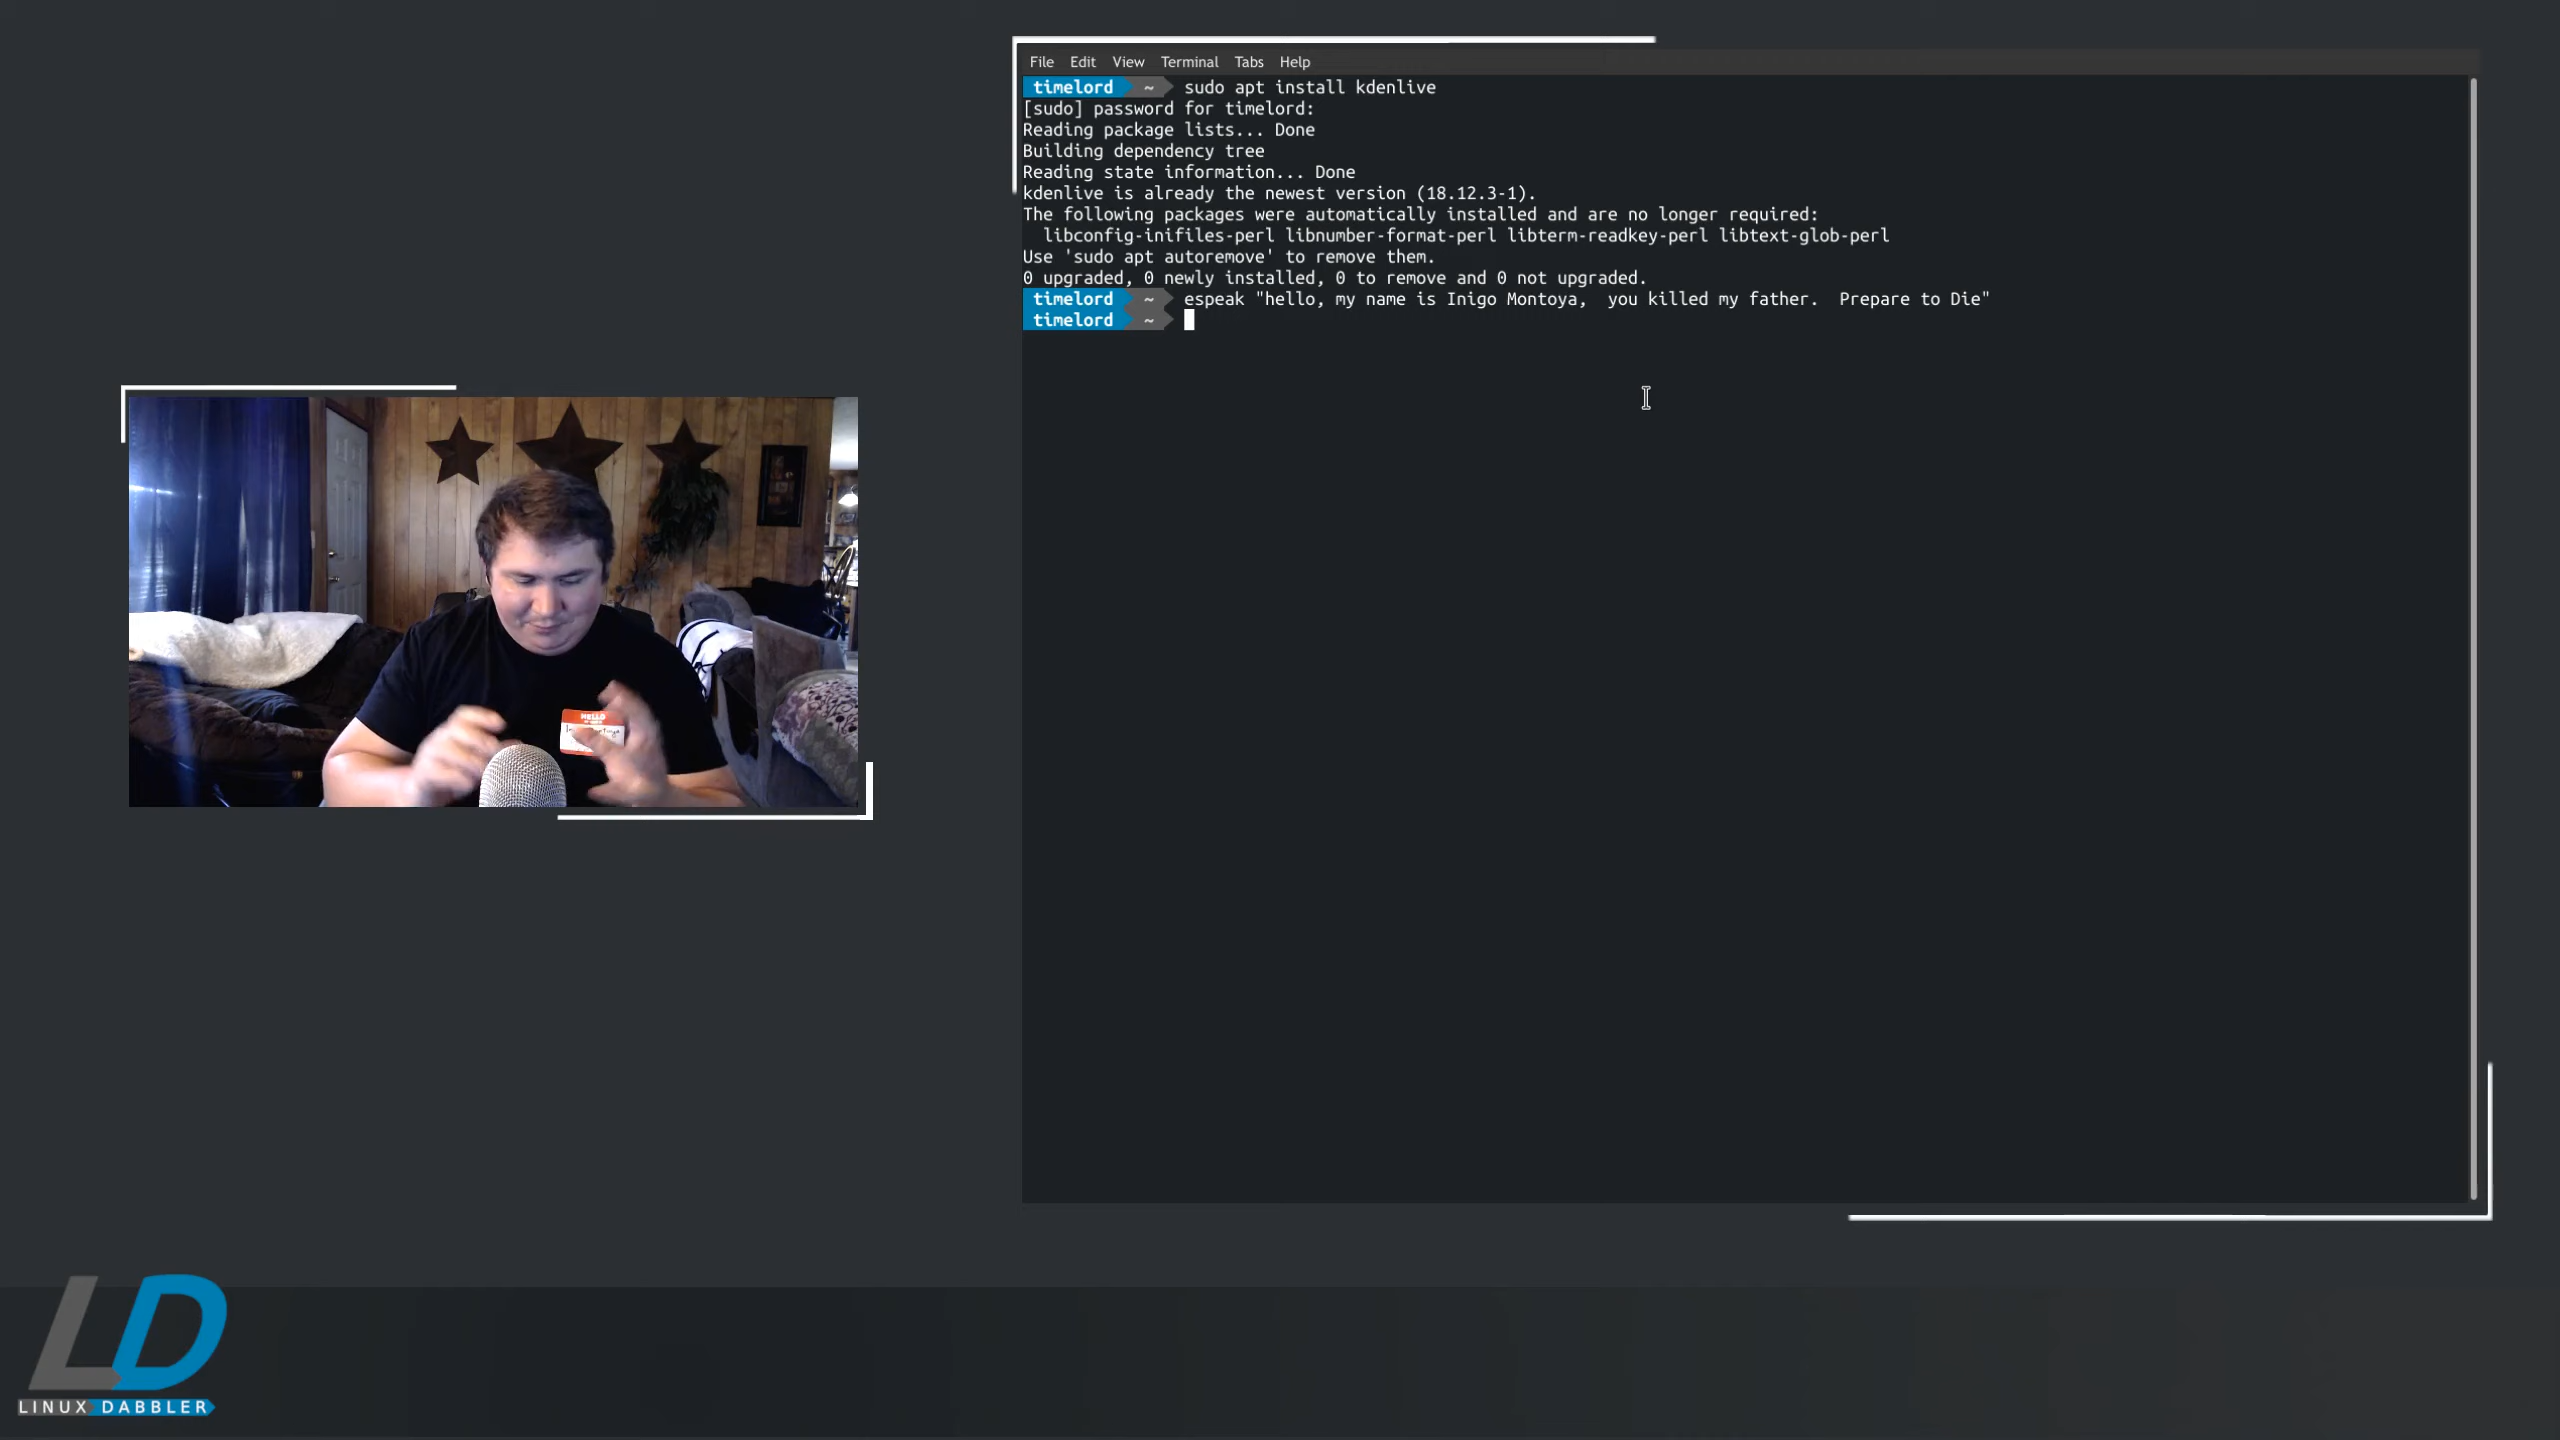 File Edit View Terminal Tabs Help
timelord ~ sudo apt install kdenlive
[sudo] password for timelord:
Reading package lists... Done
Building dependency tree
Reading state information... Done
kdenlive is already the newest version (18.12.3-1).
The following packages were automatically installed and are no longer required:
  libconfig-inifiles-perl libnumber-format-perl libterm-readkey-perl libtext-glob-perl
Use 'sudo apt autoremove' to remove them.
0 upgraded, 0 newly installed, 0 to remove and 0 not upgraded.
timelord ~ espeak "hello, my name is Inigo Montoya,  you killed my father.  Prepare to Die"
timelord ~
HELLO
LD
LINUX DABBLER